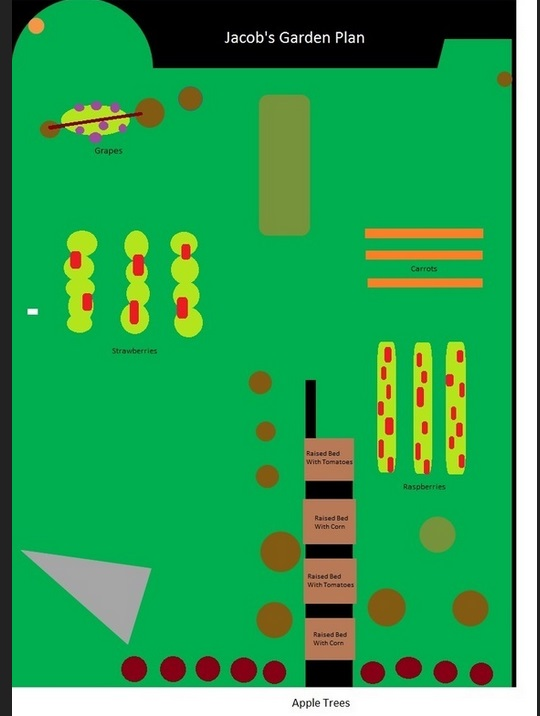 Jacob's Garden Plan
Grapes
Carrots
Strawberries
Raised Bed
With Tomatoes
Raspberries
Raised Bed
With Corn
Raised Bed
With Tomatoes
Raised Bed
With Corn
Apple Trees